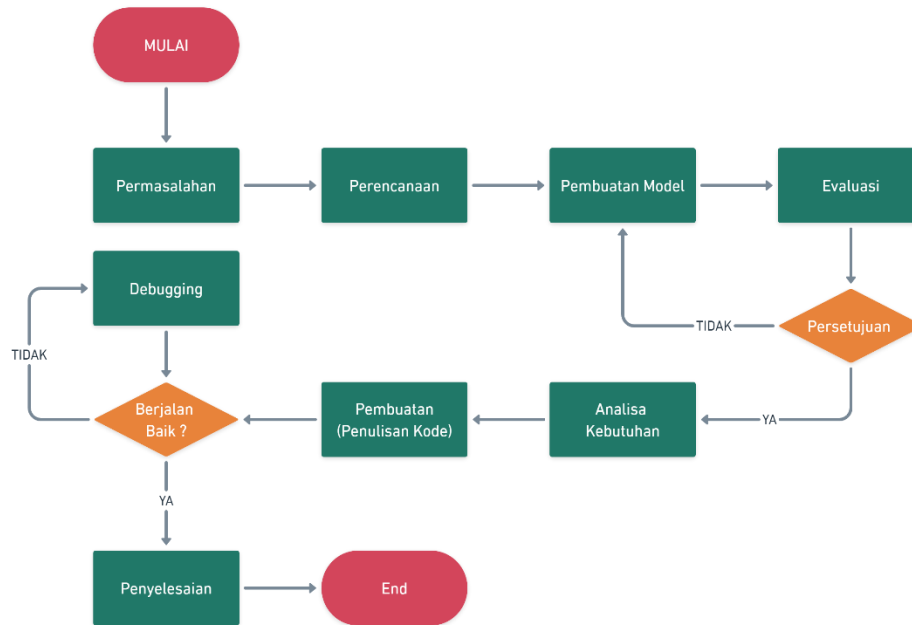 MULAI
Permasalahan
Perencanaan
Pembuatan Model
Evaluasi
Persetujuan
TIDAK
YA
Analisa
Kebutuhan
Pembuatan
(Penulisan Kode)
Berjalan
Baik ?
TIDAK
Debugging
YA
Penyelesaian
End